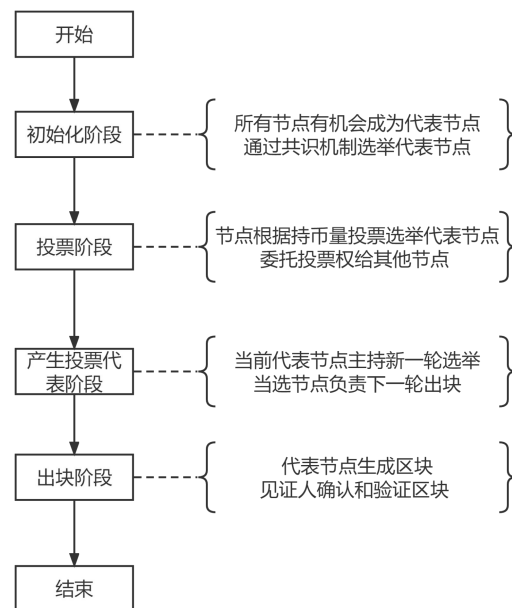 开始
初始化阶段
所有节点有机会成为代表节点
通过共识机制选举代表节点
投票阶段
节点根据持币量投票选举代表节点
委托投票权给其他节点
产生投票代
表阶段
当前代表节点主持新一轮选举
当选节点负责下一轮出块
出块阶段
代表节点生成区块
见证人确认和验证区块
结束